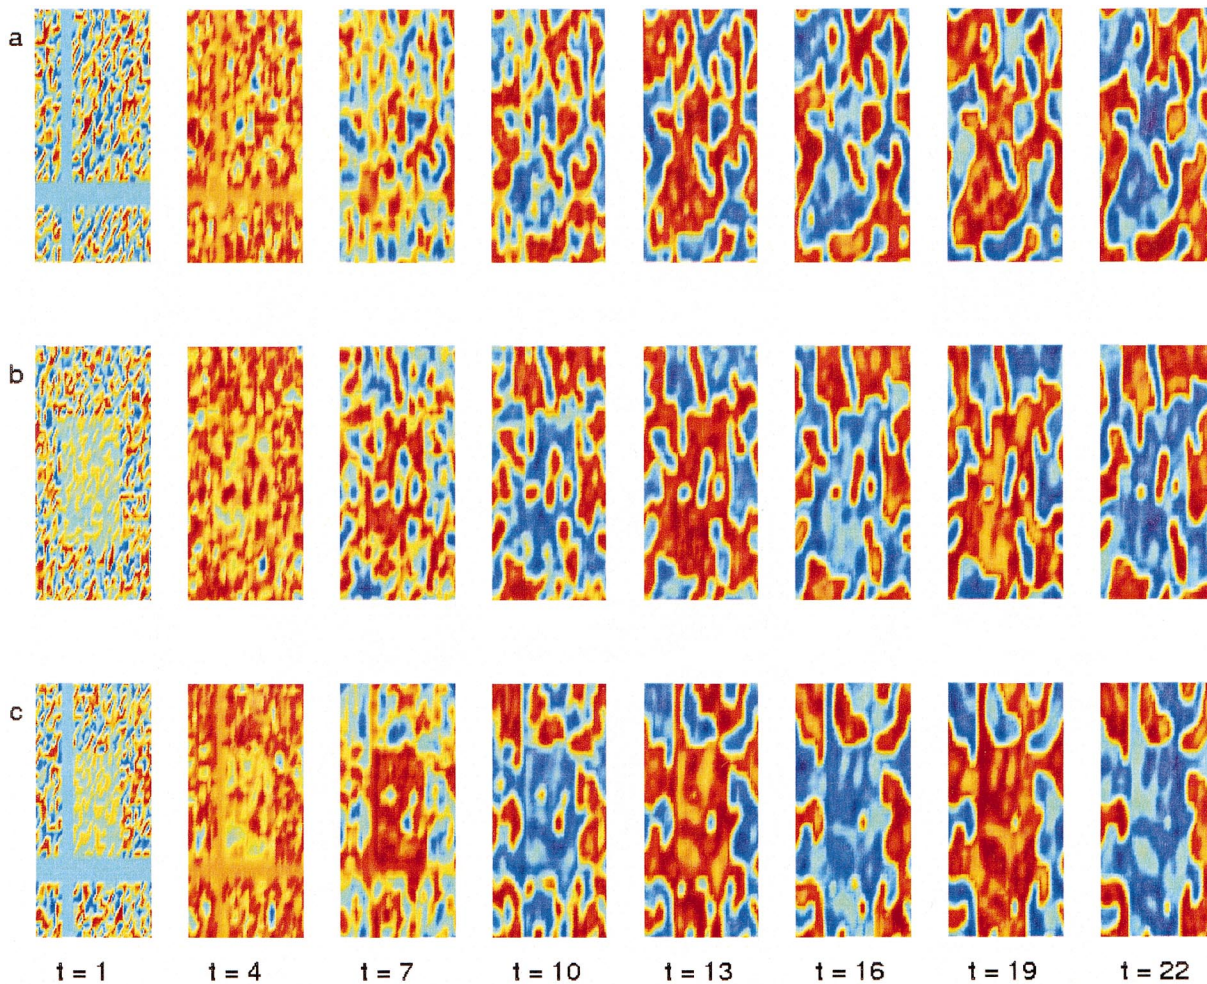 a
b
c
t = 1 t = 4 t = 7 t = 10 t = 13 t = 16 t = 19 t = 22